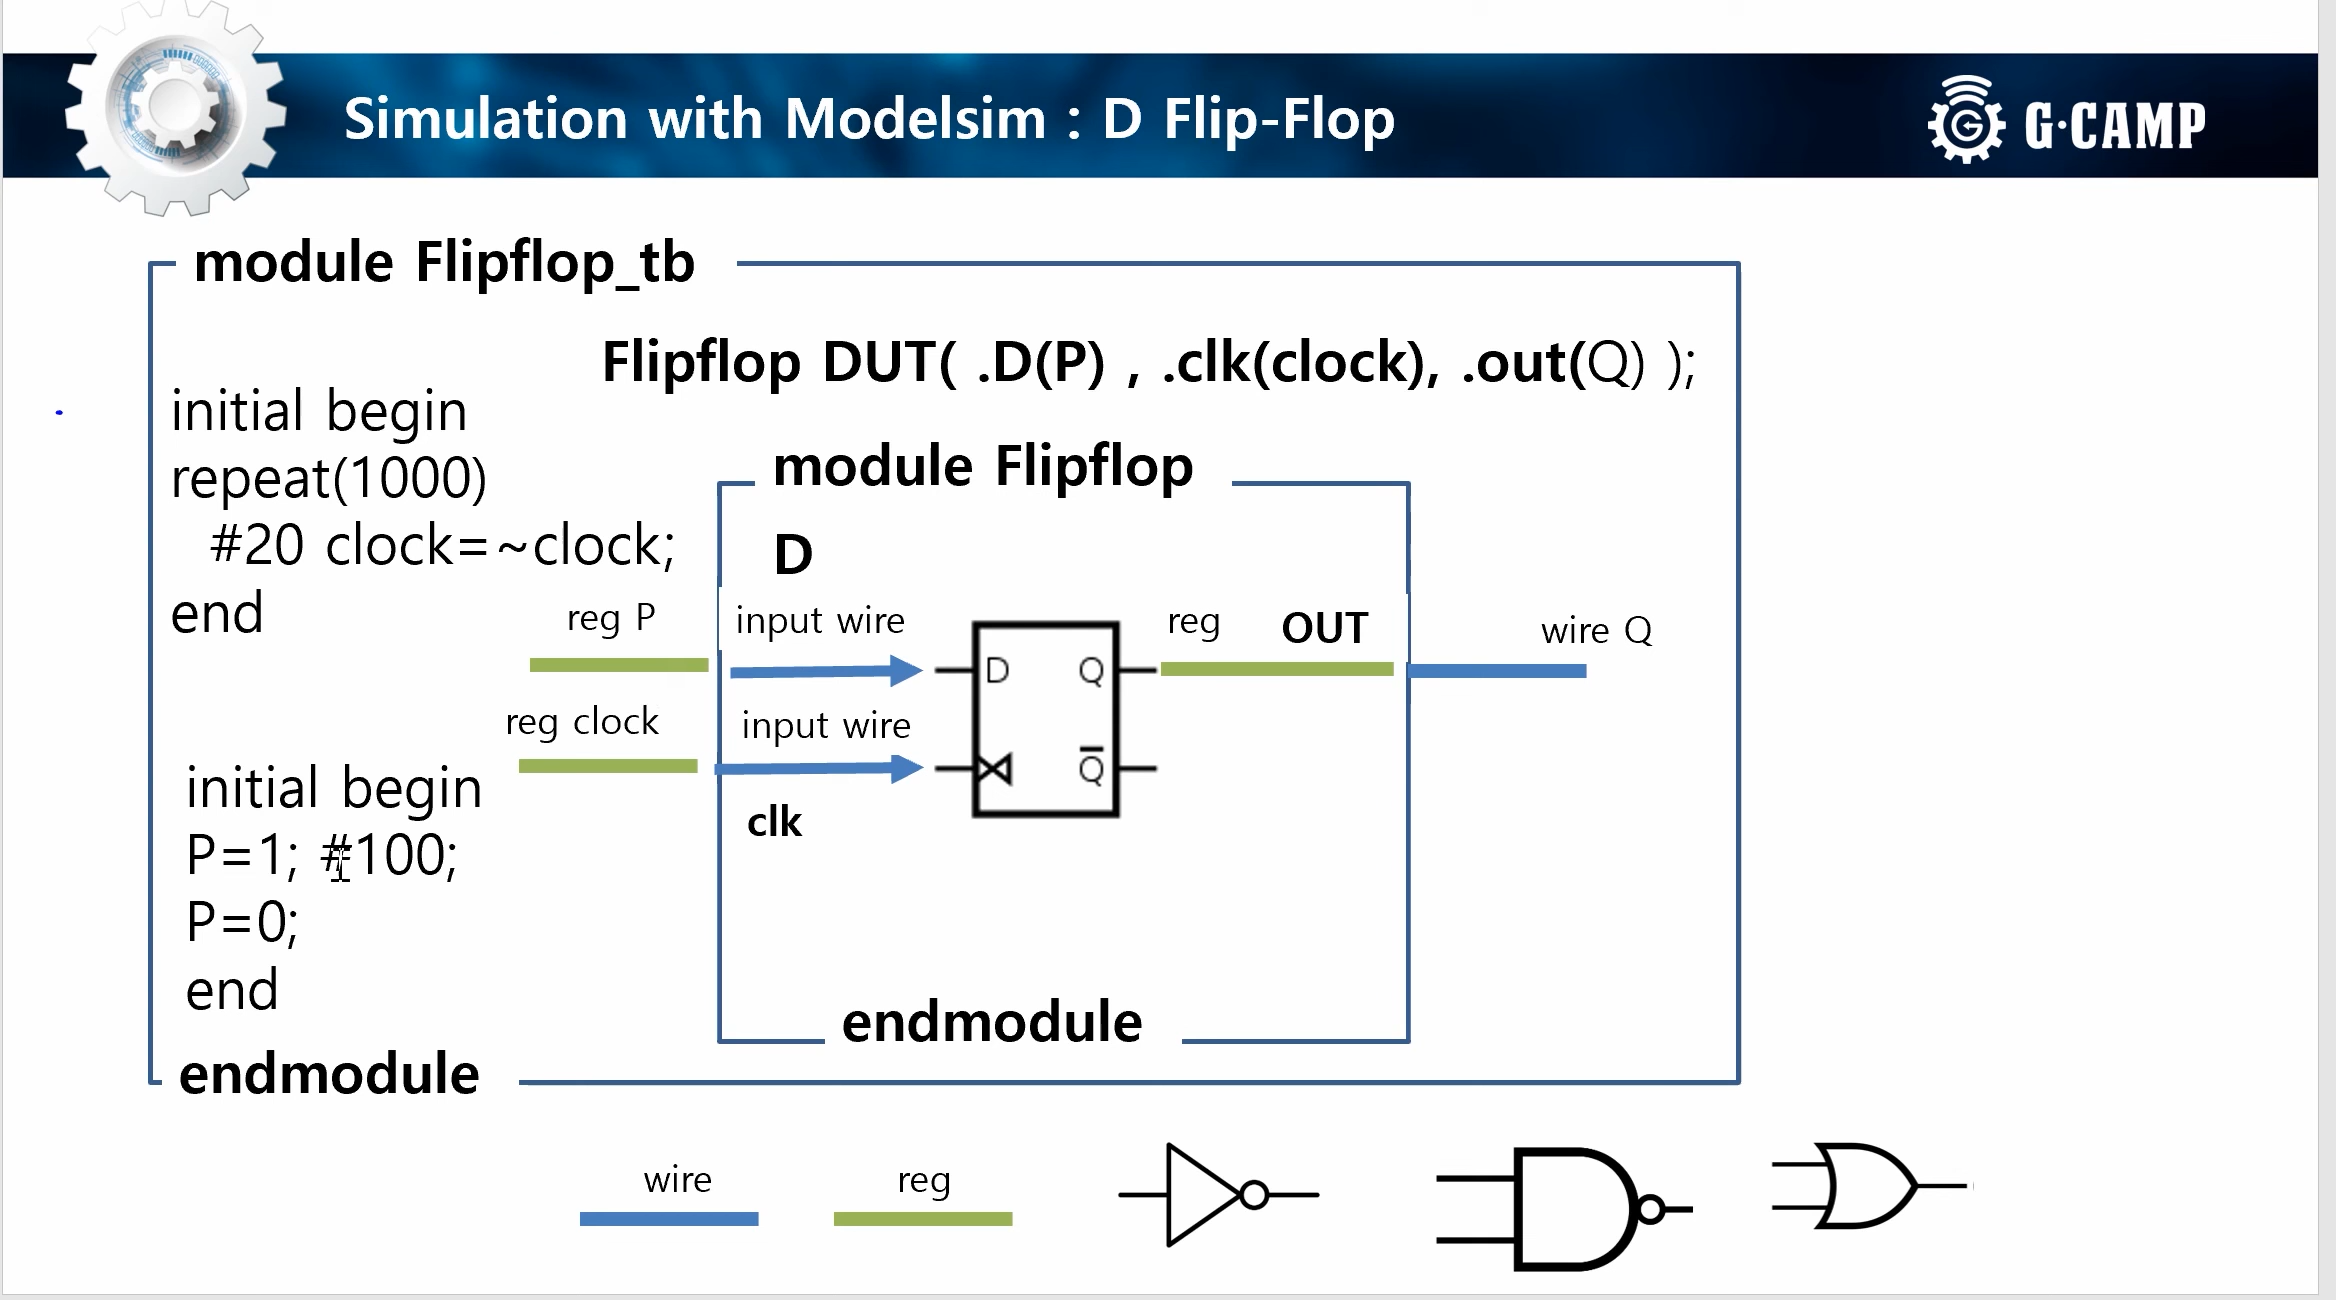 Simulation with Modelsim : D Flip-Flop
G·CAMP
module Flipflop_tb
Flipflop DUT( .D(P) , .clk(clock), .out(Q) );
initial begin
repeat(1000)
#20 clock=~clock;
end
module Flipflop
D
reg P
input wire
reg OUT
wire Q
D Q
reg clock
input wire
Q
clk
initial begin
P=1; #100;
P=0;
end
endmodule
endmodule
wire
reg